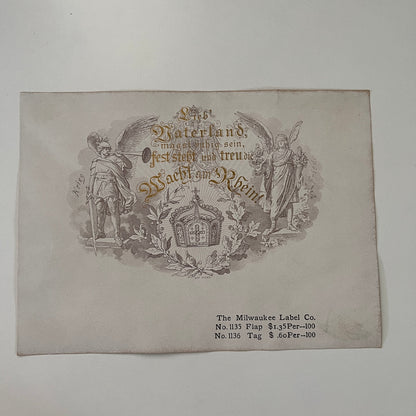 Lieb'
Vaterland,
magst ruhig sein,
fest steht und treu die
Wacht am Rhein!
Krieg
The Milwaukee Label Co.
No. 1135 Flap $1.35 Per—100
No. 1136 Tag $ .60 Per—100